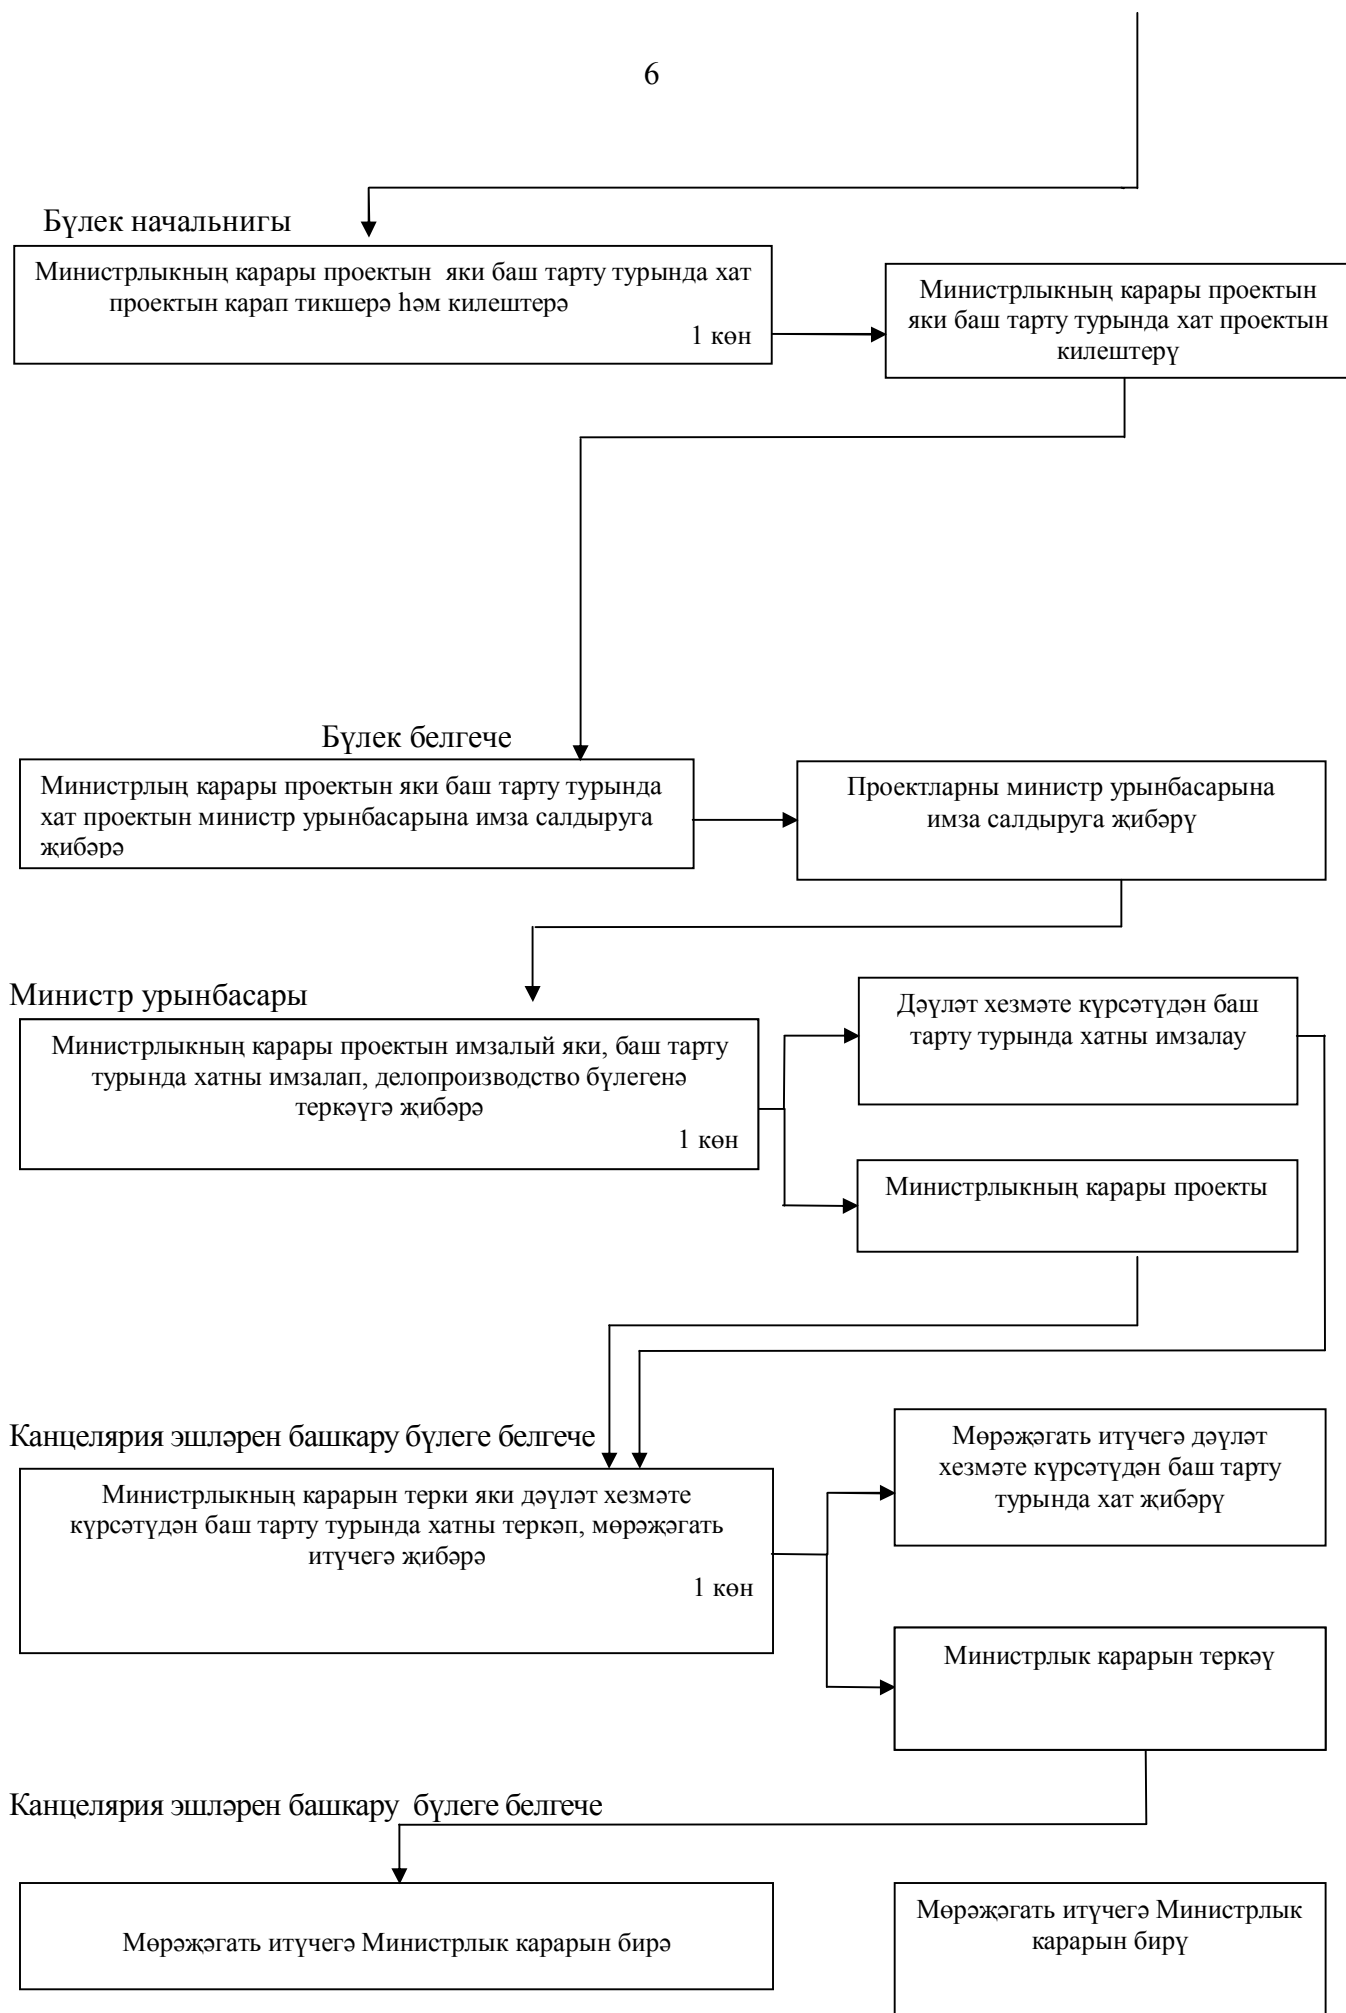 6
Бүлек начальнигы
Министрлыкның карары проектын яки баш тарту турында хат
проектын карап тикшерә һәм килештерә
1 көн
Министрлыкның карары проектын
яки баш тарту турында хат проектын
килештерү
Бүлек белгече
Министрлың карары проектын яки баш тарту турында
хат проектын министр урынбасарына имза салдыруга
җибәрә
Проектларны министр урынбасарына
имза салдыруга җибәрү
Министр урынбасары
Министрлыкның карары проектын имзалый яки, баш тарту
турында хатны имзалап, делопроизводство бүлегенә
теркәүгә җибәрә
1 көн
Дәүләт хезмәте күрсәтүдән баш
тарту турында хатны имзалау
Министрлыкның карары проекты
Канцелярия эшләрен башкару бүлеге белгече
Министрлыкның карарын терки яки дәүләт хезмәте
күрсәтүдән баш тарту турында хатны теркәп, мөрәҗәгать
итүчегә җибәрә
1 көн
Мөрәҗәгать итүчегә дәүләт
хезмәте күрсәтүдән баш тарту
турында хат җибәрү
Министрлык карарын теркәү
Канцелярия эшләрен башкару бүлеге белгече
Мөрәҗәгать итүчегә Министрлык карарын бирә
Мөрәҗәгать итүчегә Министрлык
карарын бирү